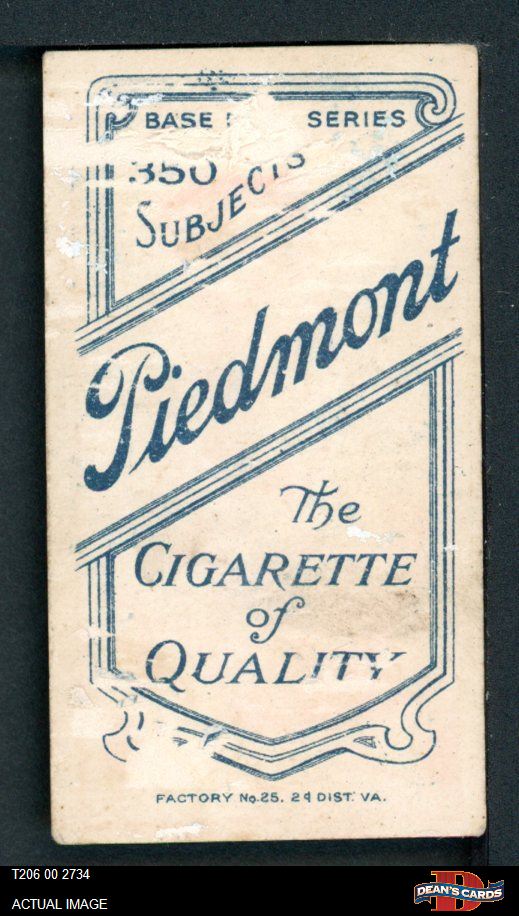 BASE SERIES
350
SUBJECTS
Piedmont
The
CIGARETTE
of
QUALITY
FACTORY No. 25. 2d DIST. VA.
T206 00 2734
ACTUAL IMAGE
D
DEAN'S CARDS